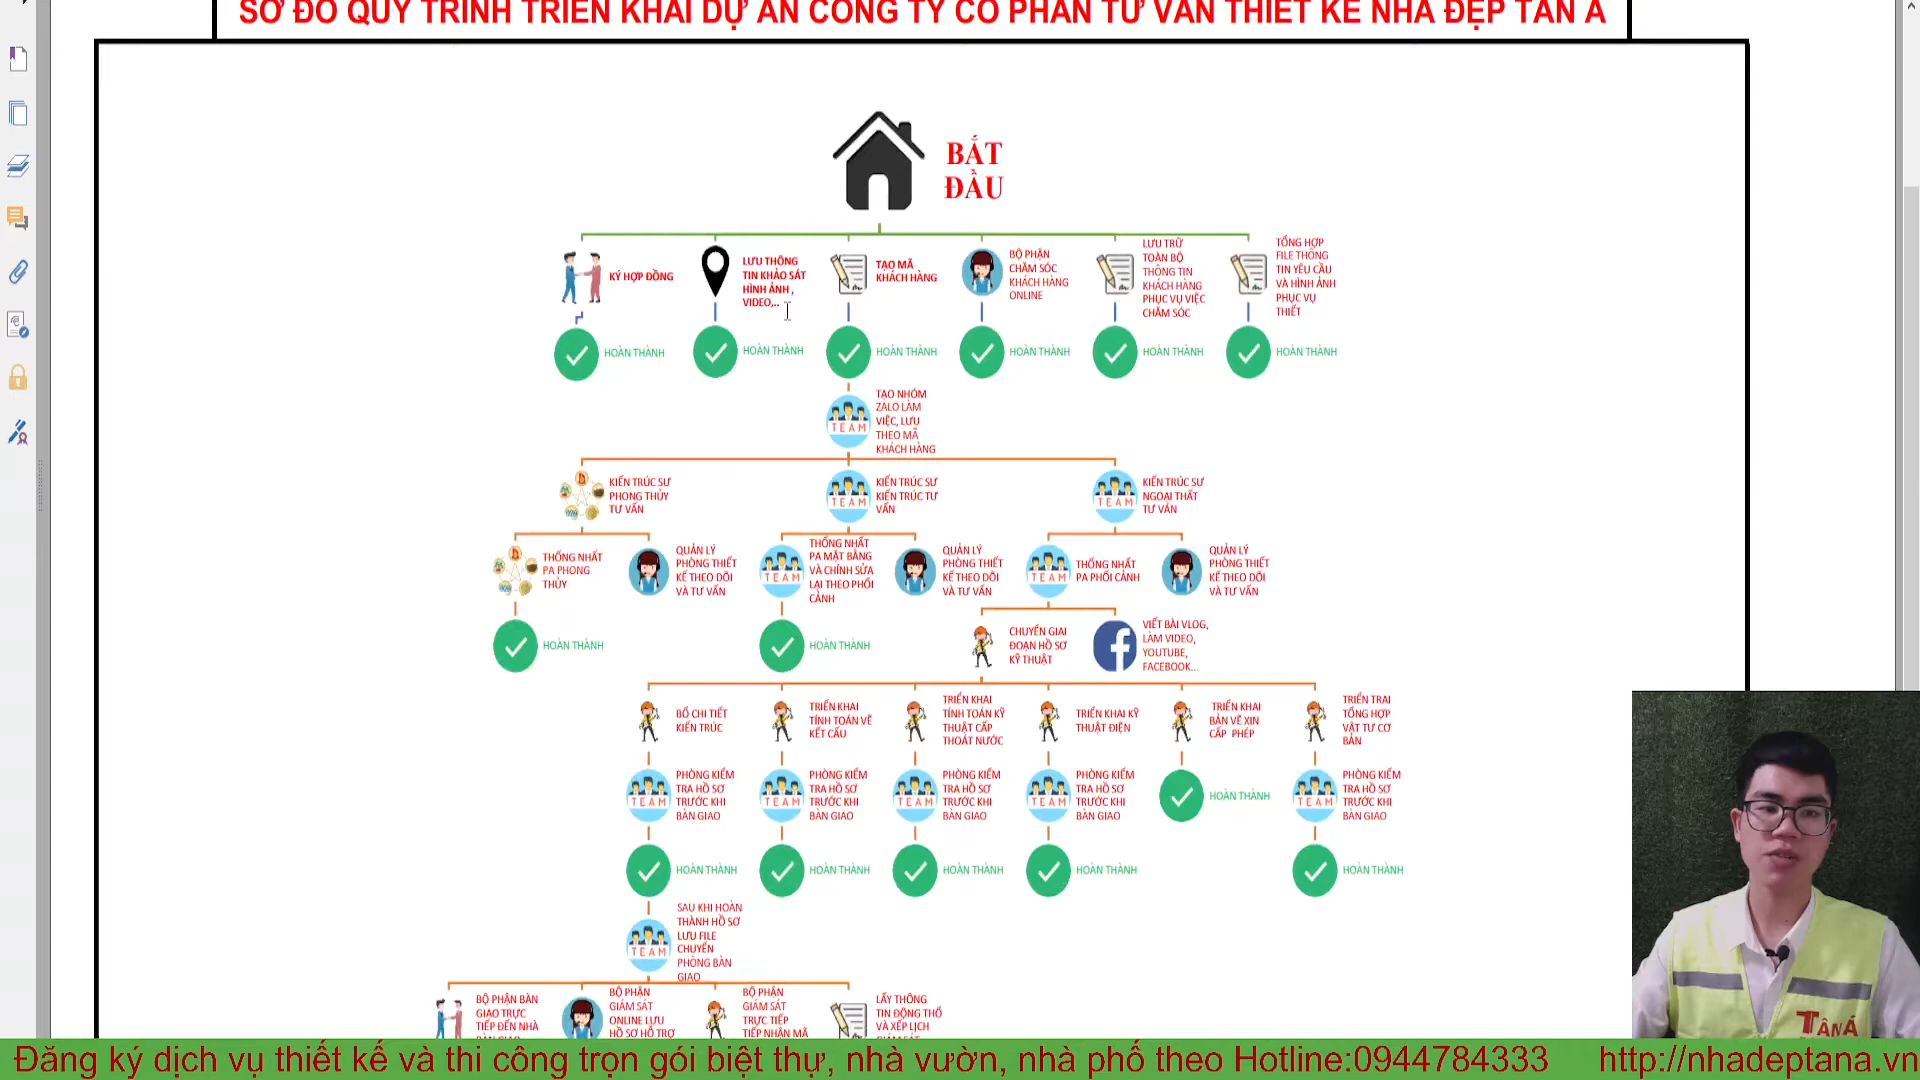 SƠ ĐỒ QUY TRÌNH TRIỂN KHAI DỰ ÁN CÔNG TY CỔ PHẦN TƯ VẤN THIẾT KẾ NHÀ ĐẸP TÂN Á
BẮT
ĐẦU
KÝ HỢP ĐỒNG
LƯU THÔNG
TIN KHẢO SÁT
HÌNH ẢNH ,
VIDEO,..
TẠO MÃ
KHÁCH HÀNG
BỘ PHẬN
CHĂM SÓC
KHÁCH HÀNG
ONLINE
LƯU TRỮ
TOÀN BỘ
THÔNG TIN
KHÁCH HÀNG
PHỤC VỤ VIỆC
CHĂM SÓC
TỔNG HỢP
FILE THÔNG
TIN YÊU CẦU
VÀ HÌNH ẢNH
PHỤC VỤ
THIẾT
HOÀN THÀNH
HOÀN THÀNH
HOÀN THÀNH
HOÀN THÀNH
HOÀN THÀNH
HOÀN THÀNH
TEAM
TẠO NHÓM
ZALO LÀM
VIỆC, LƯU
THEO MÃ
KHÁCH HÀNG
KIẾN TRÚC SƯ
PHONG THỦY
TƯ VẤN
TEAM
KIẾN TRÚC SƯ
KIẾN TRÚC TƯ
VẤN
TEAM
KIẾN TRÚC SƯ
NGOẠI THẤT
TƯ VẤN
THỐNG NHẤT
PA PHONG
THỦY
QUẢN LÝ
PHÒNG THIẾT
KẾ THEO DÕI
VÀ TƯ VẤN
TEAM
THỐNG NHẤT
PA MẶT BẰNG
VÀ CHỈNH SỬA
LẠI THEO PHỐI
CẢNH
QUẢN LÝ
PHÒNG THIẾT
KẾ THEO DÕI
VÀ TƯ VẤN
TEAM
THỐNG NHẤT
PA PHỐI CẢNH
QUẢN LÝ
PHÒNG THIẾT
KẾ THEO DÕI
VÀ TƯ VẤN
HOÀN THÀNH
HOÀN THÀNH
CHUYỂN GIAI
ĐOẠN HỒ SƠ
KỸ THUẬT
VIẾT BÀI VLOG,
LÀM VIDEO,
YOUTUBE,
FACEBOOK...
BỔ CHI TIẾT
KIẾN TRÚC
TRIỂN KHAI
TÍNH TOÁN VẼ
KẾT CẤU
TRIỂN KHAI
TÍNH TOÁN KỸ
THUẬT CẤP
THOÁT NƯỚC
TRIỂN KHAI KỸ
THUẬT ĐIỆN
TRIỂN KHAI
BẢN VẼ XIN
CẤP PHÉP
TRIỂN TRAI
TỔNG HỢP
VẬT TƯ CƠ
BẢN
TEAM
PHÒNG KIỂM
TRA HỒ SƠ
TRƯỚC KHI
BÀN GIAO
TEAM
PHÒNG KIỂM
TRA HỒ SƠ
TRƯỚC KHI
BÀN GIAO
TEAM
PHÒNG KIỂM
TRA HỒ SƠ
TRƯỚC KHI
BÀN GIAO
TEAM
PHÒNG KIỂM
TRA HỒ SƠ
TRƯỚC KHI
BÀN GIAO
HOÀN THÀNH
TEAM
PHÒNG KIỂM
TRA HỒ SƠ
TRƯỚC KHI
BÀN GIAO
HOÀN THÀNH
HOÀN THÀNH
HOÀN THÀNH
HOÀN THÀNH
HOÀN THÀNH
TEAM
SAU KHI HOÀN
THÀNH HỒ SƠ
LƯU FILE
CHUYỂN
PHÒNG BÀN
GIAO
BỘ PHẬN BÀN
GIAO TRỰC
TIẾP ĐẾN NHÀ
BỘ PHẬN
GIÁM SÁT
ONLINE LƯU
HỒ SƠ HỖ TRỢ
BỘ PHẬN
GIÁM SÁT
TRỰC TIẾP
TIẾP NHẬN MÃ
LẤY THÔNG
TIN ĐỘNG THỔ
VÀ XẾP LỊCH
TÂN Á
Đăng ký dịch vụ thiết kế và thi công trọn gói biệt thự, nhà vườn, nhà phố theo Hotline:0944784333 http://nhadeptana.vn